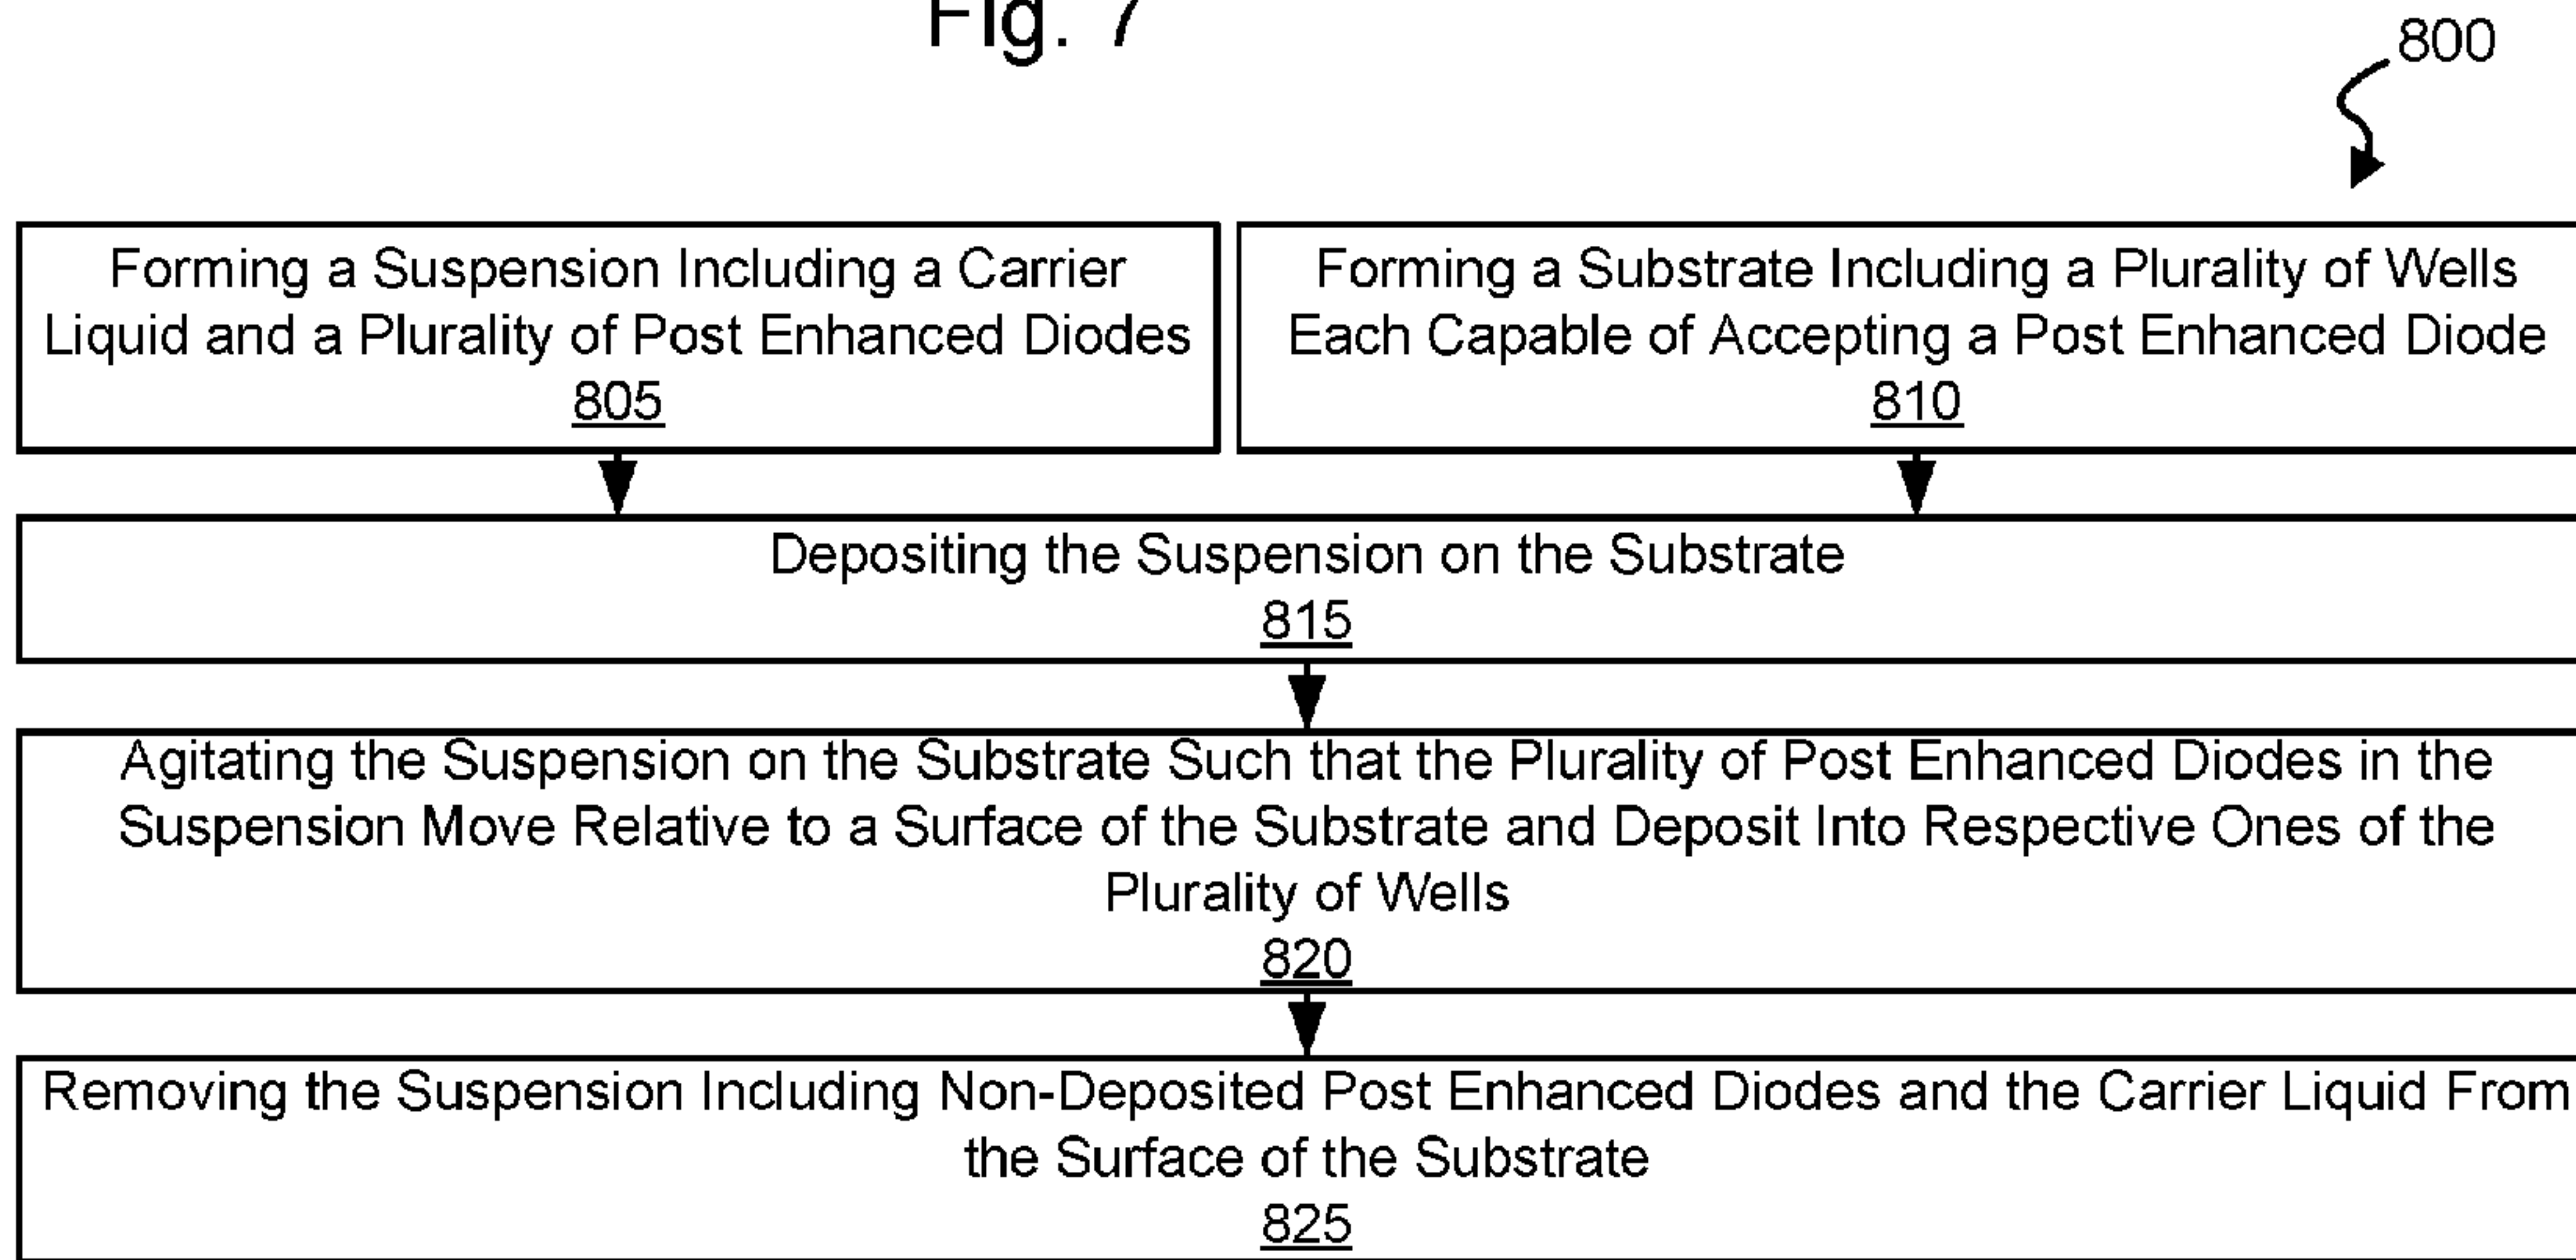 Fig. 7
800
Forming a Suspension Including a Carrier
Liquid and a Plurality of Post Enhanced Diodes
805
Forming a Substrate Including a Plurality of Wells
Each Capable of Accepting a Post Enhanced Diode
810
Depositing the Suspension on the Substrate
815
Agitating the Suspension on the Substrate Such that the Plurality of Post Enhanced Diodes in the
Suspension Move Relative to a Surface of the Substrate and Deposit Into Respective Ones of the
Plurality of Wells
820
Removing the Suspension Including Non-Deposited Post Enhanced Diodes and the Carrier Liquid From
the Surface of the Substrate
825